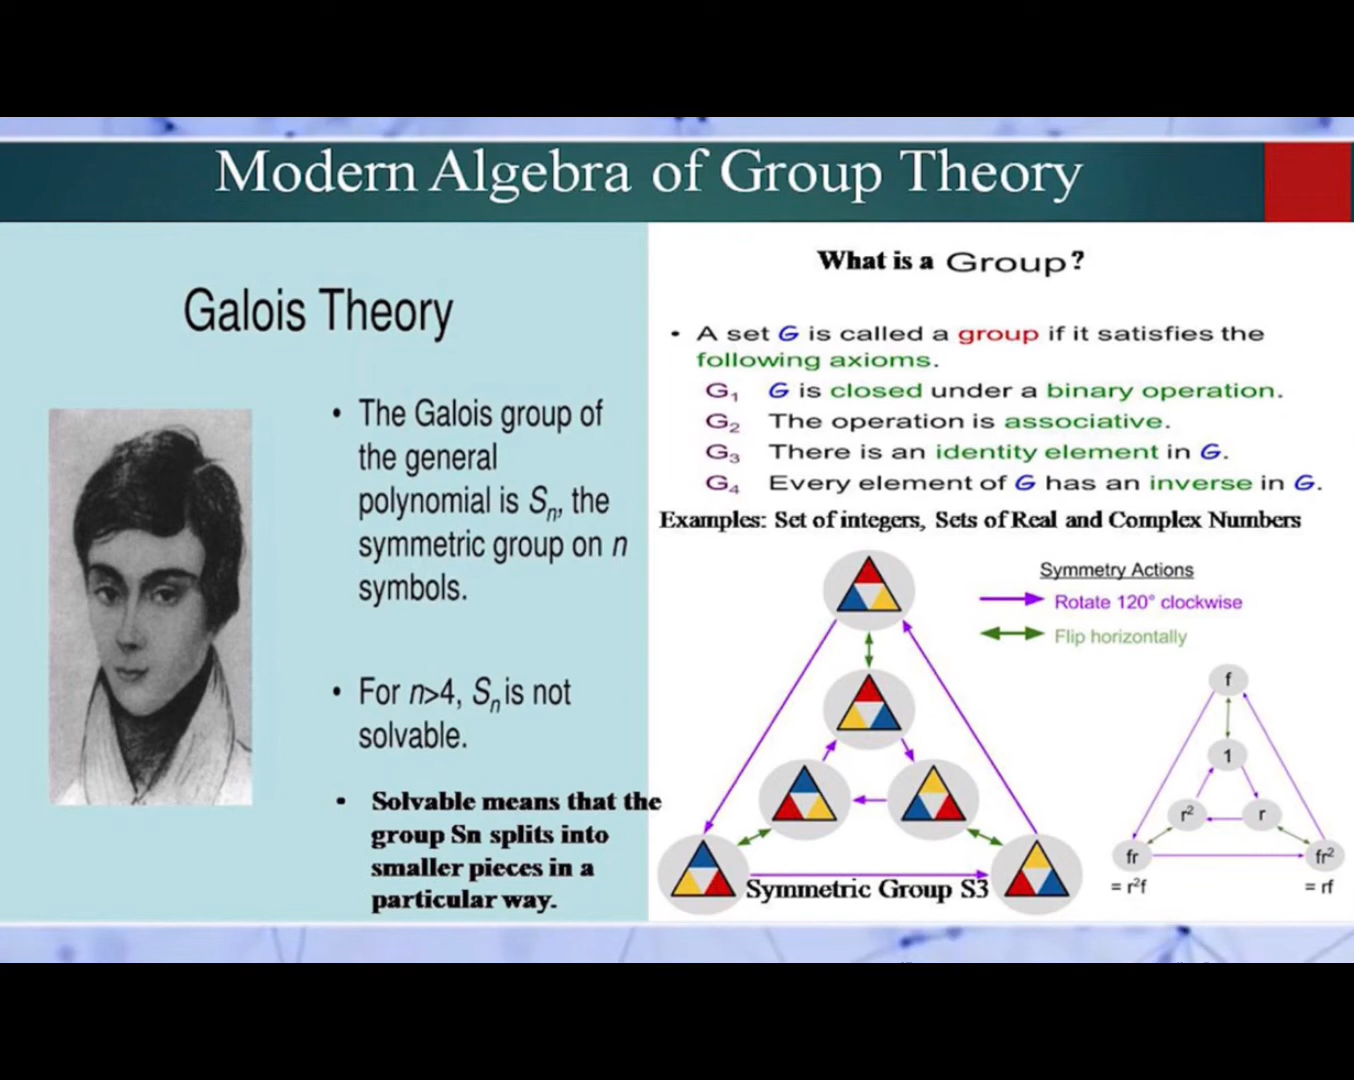 Modern Algebra of Group Theory
Galois Theory
• The Galois group of
the general
polynomial is Sn, the
symmetric group on n
symbols.
• For n>4, Sn is not
solvable.
• Solvable means that the
group Sn splits into
smaller pieces in a
particular way.
What is a Group?
• A set G is called a group if it satisfies the
following axioms.
G1 G is closed under a binary operation.
G2 The operation is associative.
G3 There is an identity element in G.
G4 Every element of G has an inverse in G.
Examples: Set of integers, Sets of Real and Complex Numbers
Symmetry Actions
Rotate 120° clockwise
Flip horizontally
Symmetric Group S3
f
1
r²
r
fr
fr²
= r²f
= rf